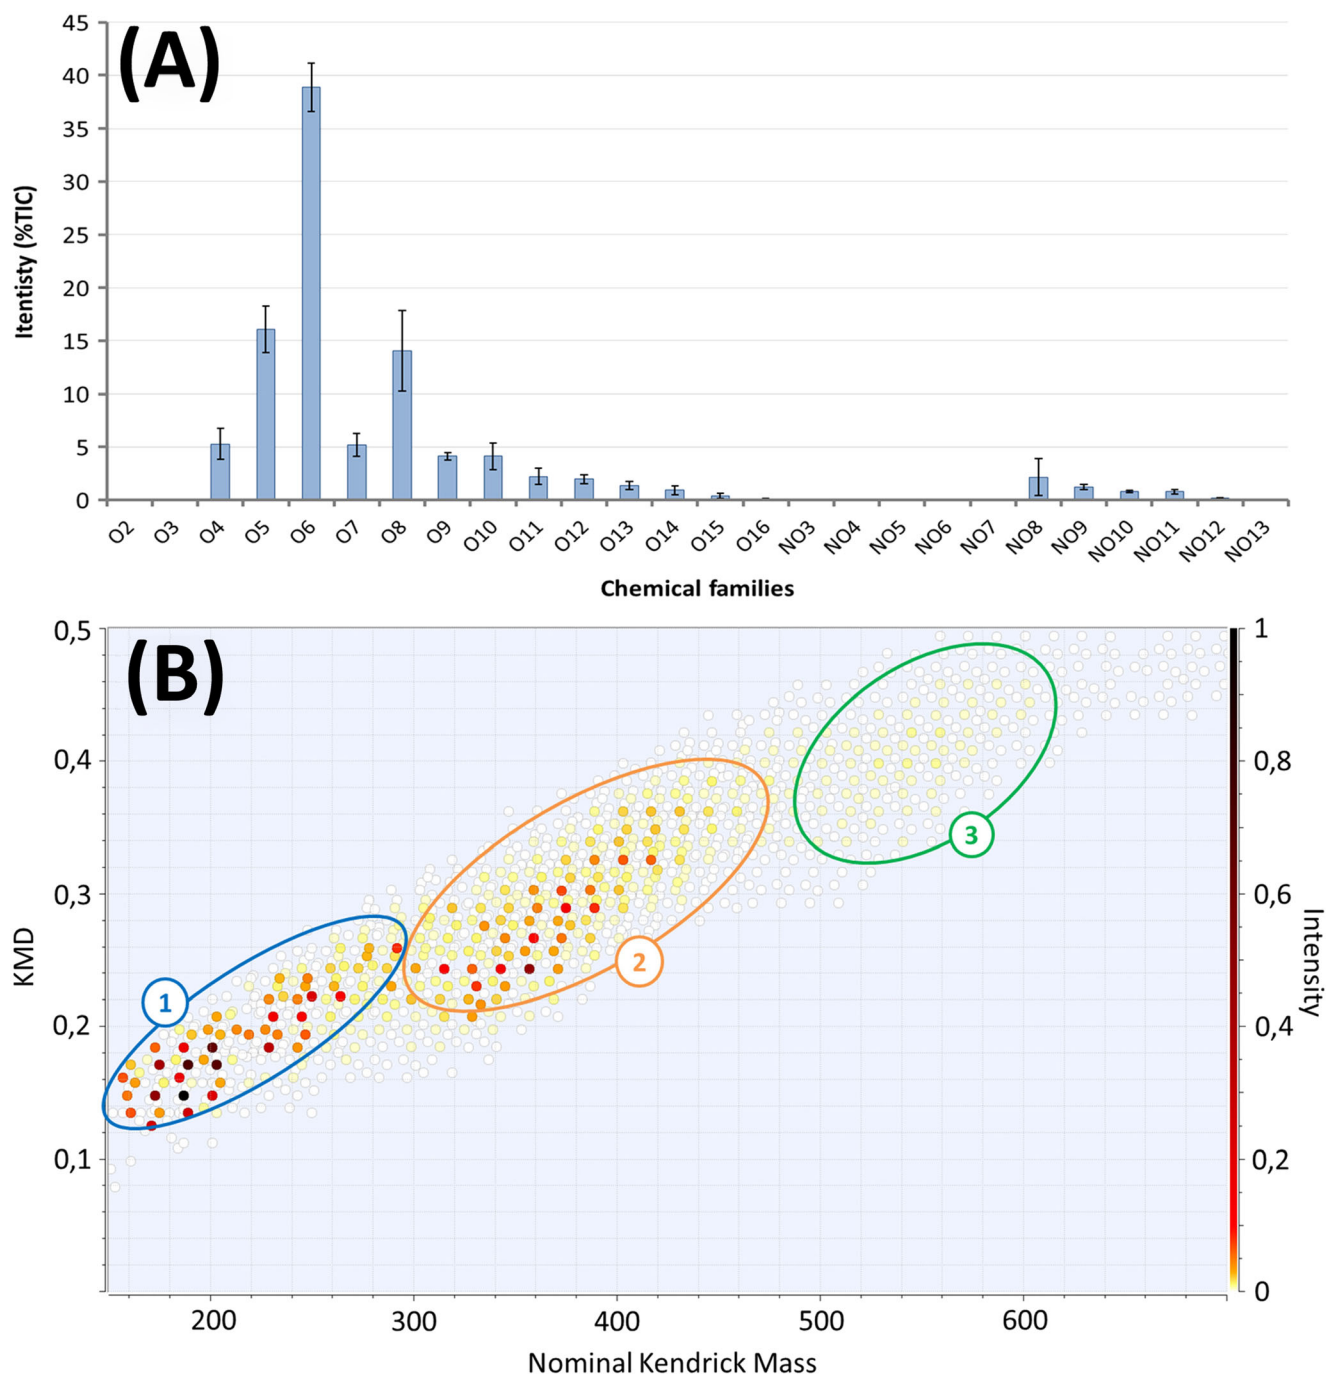 (A)
45
40
35
30
25
20
15
10
5
0
Itentisty (%TIC)
O2 O3 O4 O5 O6 O7 O8 O9 O10 O11 O12 O13 O14 O15 O16 NO3 NO4 NO5 NO6 NO7 NO8 NO9 NO10 NO11 NO12 NO13
Chemical families
(B)
0,5
0,4
0,3
0,2
0,1
KMD
1
2
3
1
0,8
0,6
0,4
0,2
0
Intensity
200 300 400 500 600
Nominal Kendrick Mass